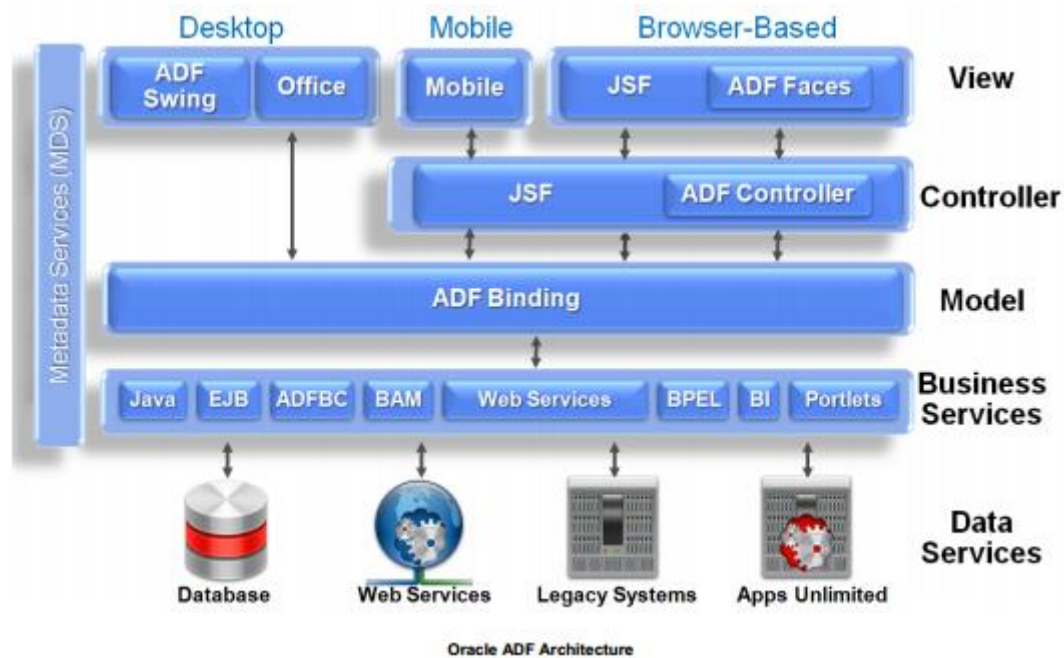 Desktop
Mobile
Browser-Based
Metadata Services (MDS)
ADF
Swing
Office
Mobile
JSF
ADF Faces
View
JSF
ADF Controller
Controller
ADF Binding
Model
Java
EJB
ADFBC
BAM
Web Services
BPEL
BI
Portlets
Business
Services
Data
Services
Database
Web Services
Legacy Systems
Apps Unlimited
Oracle ADF Architecture